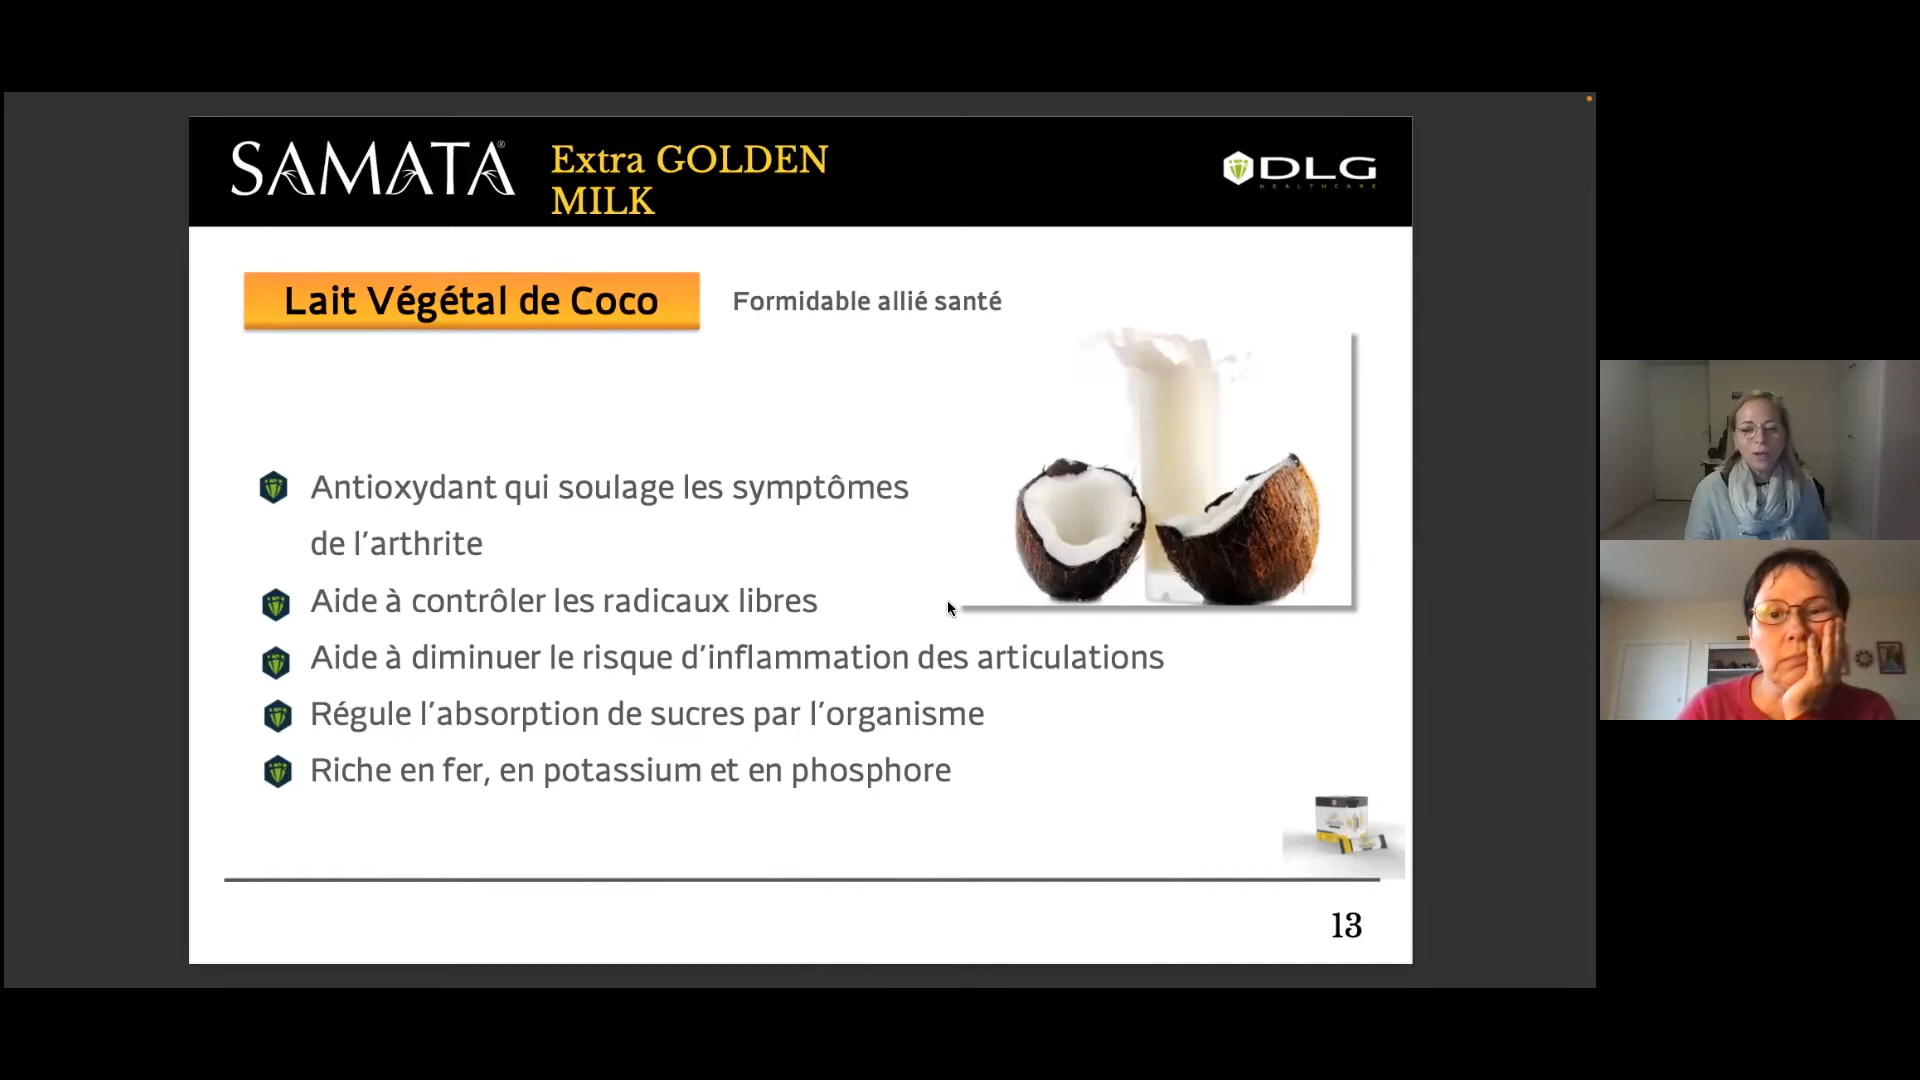 SAMATA®
Extra GOLDEN
MILK
DLG
HEALTHCARE
Lait Végétal de Coco
Formidable allié santé
Antioxydant qui soulage les symptômes
de l’arthrite
Aide à contrôler les radicaux libres
Aide à diminuer le risque d’inflammation des articulations
Régule l’absorption de sucres par l’organisme
Riche en fer, en potassium et en phosphore
13